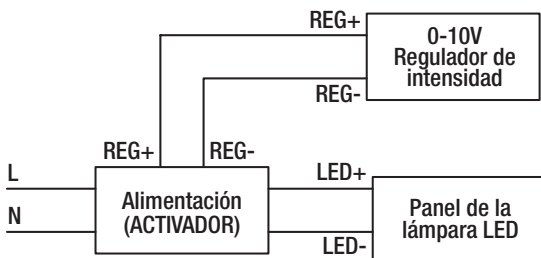 REG+
0-10V
Regulador de
intensidad
REG-
REG+
REG-
L
N
Alimentación
(ACTIVADOR)
LED+
LED-
Panel de la
lámpara LED